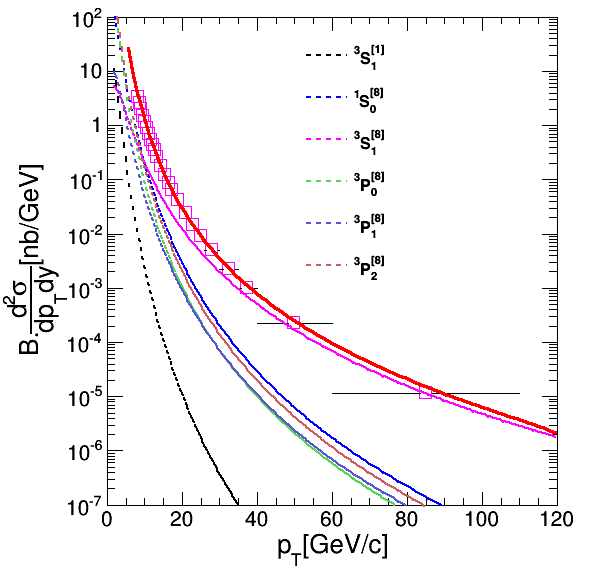 10²
10
1
10⁻¹
10⁻²
10⁻³
10⁻⁴
10⁻⁵
10⁻⁶
10⁻⁷
B.d²σ/dp_Tdy[nb/GeV]
³S₁^[1]
¹S₀^[8]
³S₁^[8]
³P₀^[8]
³P₁^[8]
³P₂^[8]
0 20 40 60 80 100 120
p_T[GeV/c]